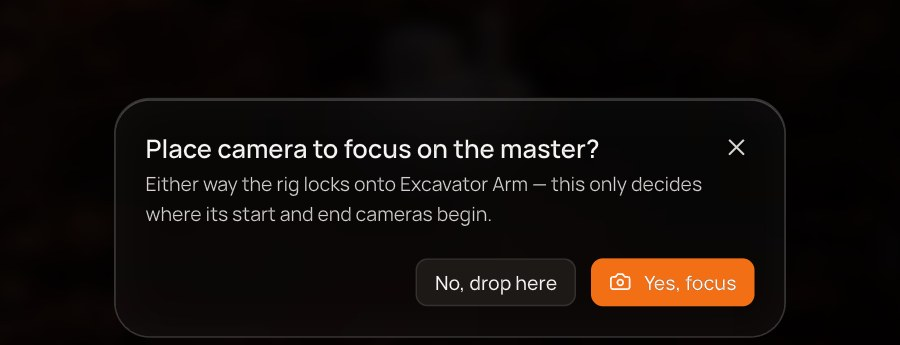 Place camera to focus on the master?
Either way the rig locks onto Excavator Arm — this only decides
where its start and end cameras begin.
No, drop here
Yes, focus